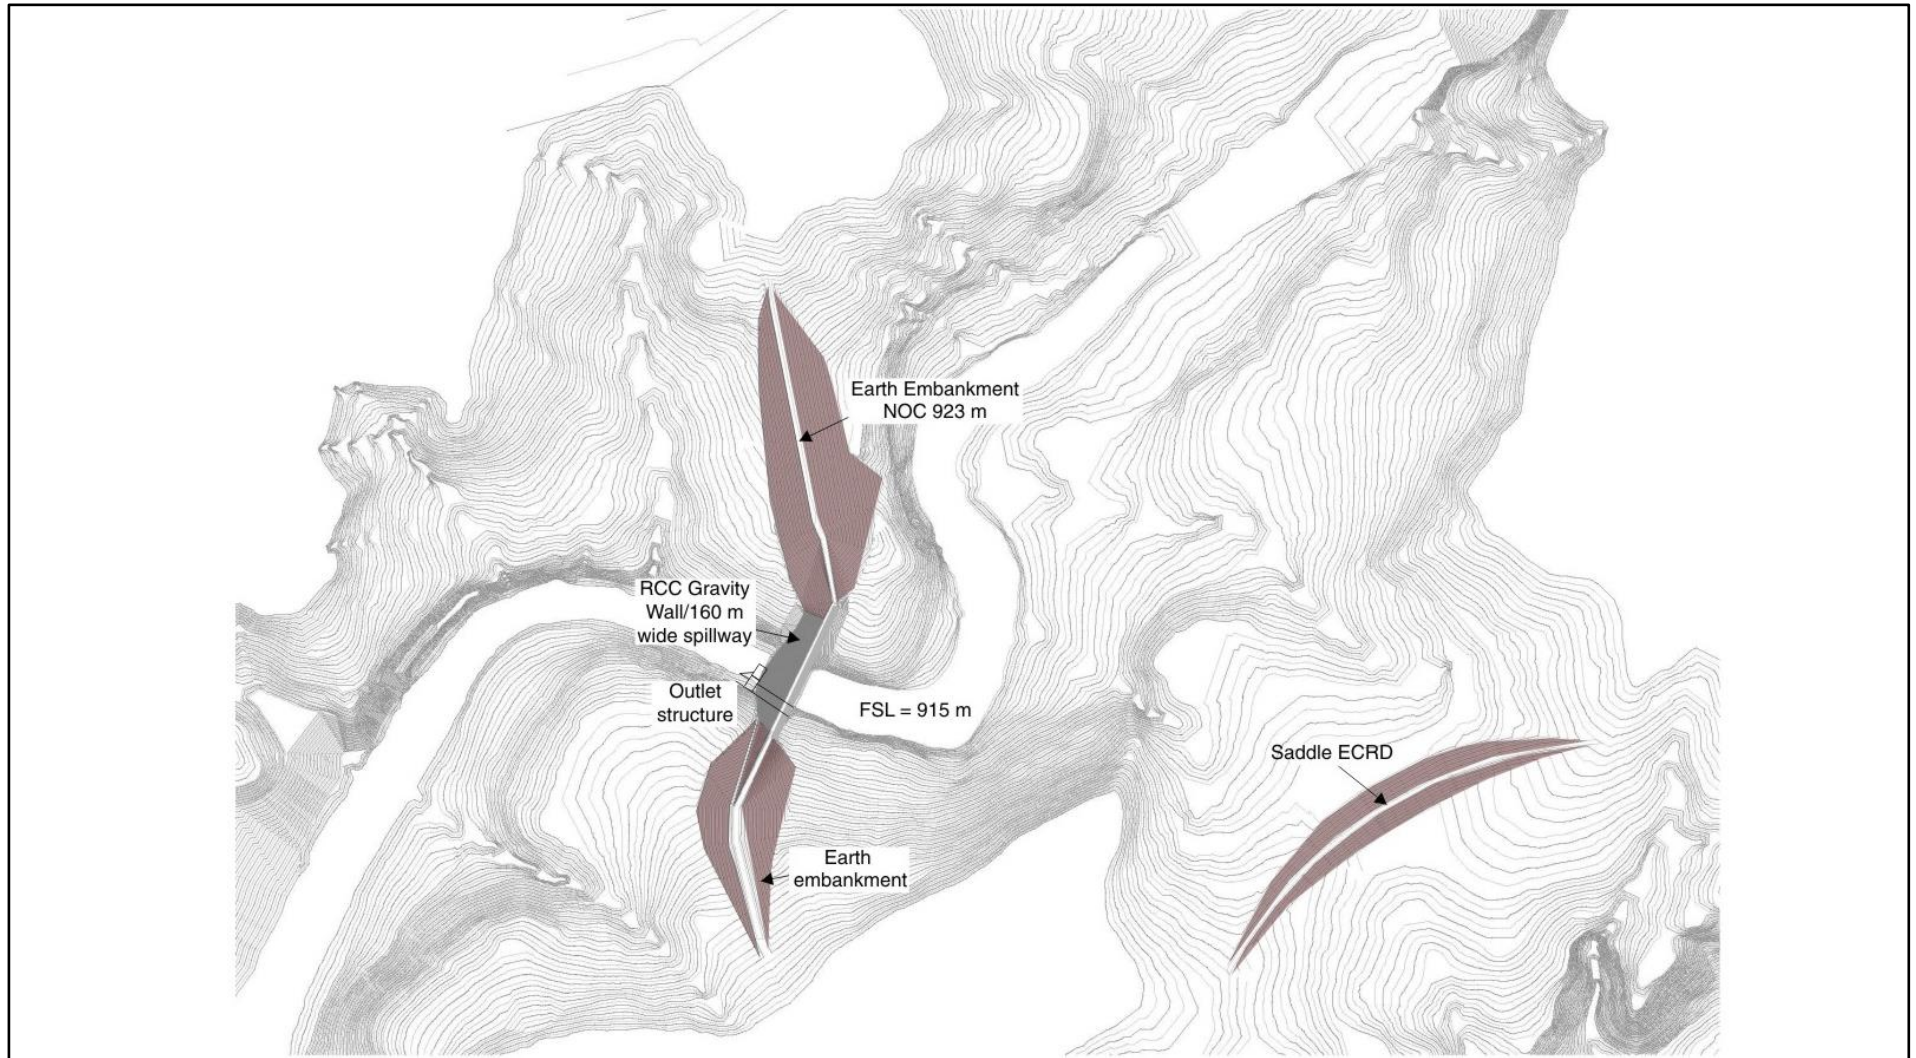 Earth Embankment
NOC 923 m
RCC Gravity
Wall/160 m
wide spillway
Outlet
structure
FSL = 915 m
Saddle ECRD
Earth
embankment